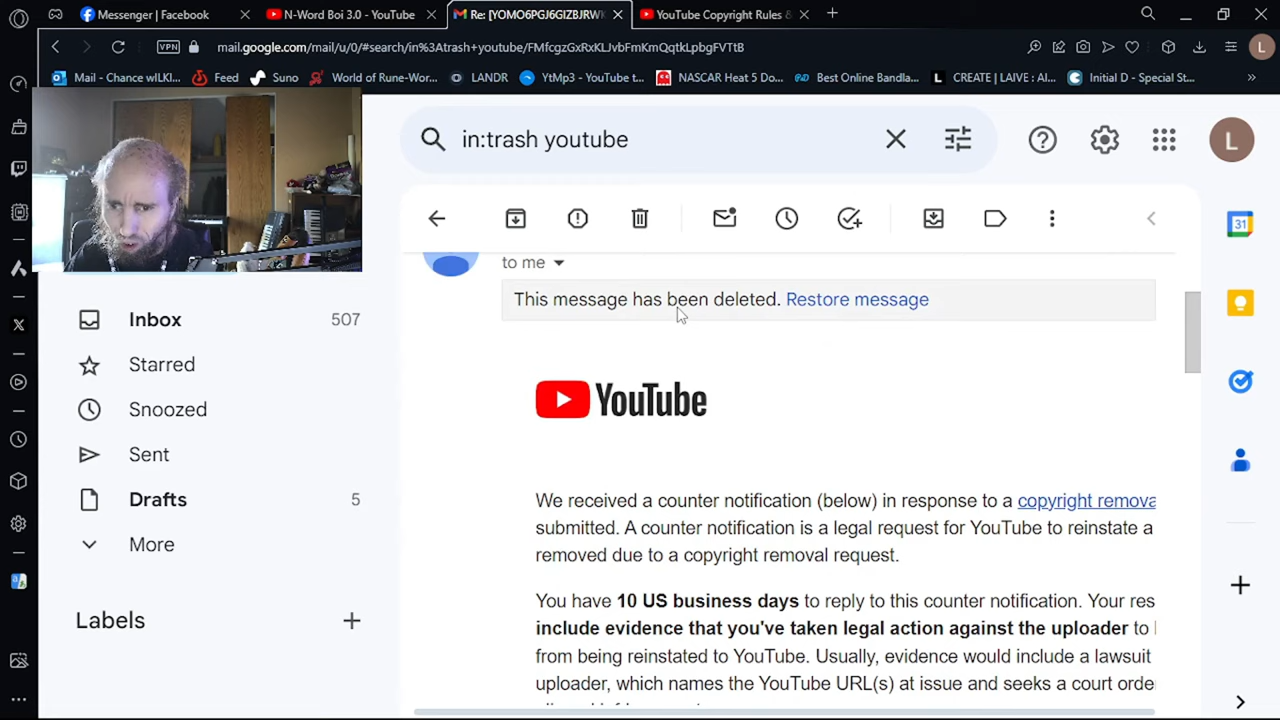 Messenger | Facebook
N-Word Boi 3.0 - YouTube
Re: [YOMO6PGJ6GIZBJRWK
YouTube Copyright Rules &
VPN
mail.google.com/mail/u/0/#search/in%3Atrash+youtube/FMfcgzGxRxKLJvbFmKmQqtkLpbgFVTtB
L
Mail - Chance wILKI...
Feed
Suno
World of Rune-Wor...
LANDR
YtMp3 - YouTube t...
NASCAR Heat 5 Do...
Best Online Bandla...
CREATE | LAIVE : AI...
Initial D - Special St...
in:trash youtube
L
to me
This message has been deleted. Restore message
Inbox 507
Starred
Snoozed
Sent
Drafts 5
More
Labels
31
YouTube
We received a counter notification (below) in response to a copyright remova
submitted. A counter notification is a legal request for YouTube to reinstate a
removed due to a copyright removal request.
You have 10 US business days to reply to this counter notification. Your res
include evidence that you've taken legal action against the uploader to
from being reinstated to YouTube. Usually, evidence would include a lawsuit
uploader, which names the YouTube URL(s) at issue and seeks a court orde